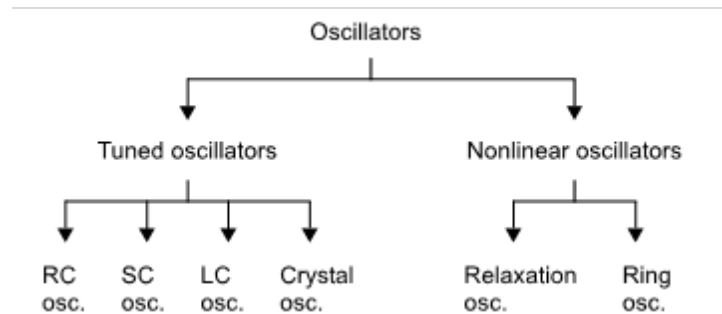 Oscillators
Tuned oscillators
Nonlinear oscillators
RC osc.
SC osc.
LC osc.
Crystal osc.
Relaxation osc.
Ring osc.